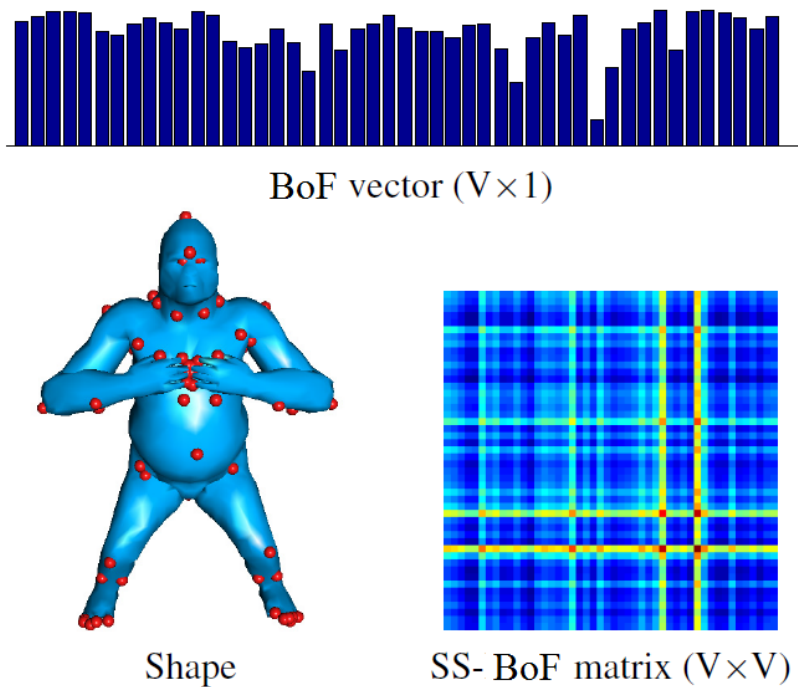 BoF vector (V×1)
Shape
SS- BoF matrix (V×V)